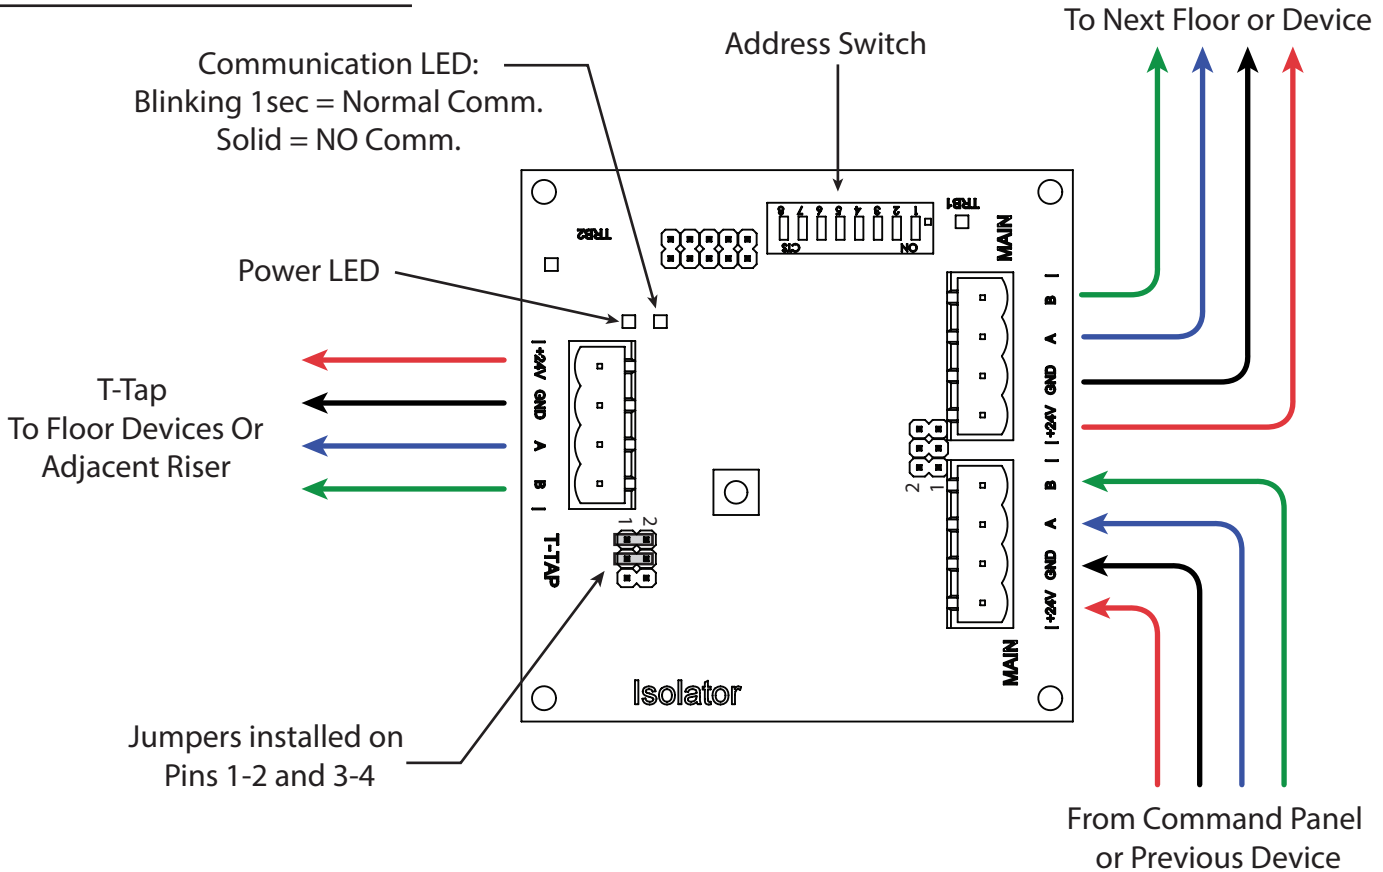 To Next Floor or Device
Address Switch
Communication LED:
Blinking 1sec = Normal Comm.
Solid = NO Comm.
Power LED
TRB2
8 7 6 5 4 3 2 1
CTS
ON
TRB1
MAIN
| B A GND +24V |
| B A GND +24V |
MAIN
2 1
| +24V GND A B |
T-TAP
1 2
T-Tap
To Floor Devices Or
Adjacent Riser
Isolator
Jumpers installed on
Pins 1-2 and 3-4
From Command Panel
or Previous Device